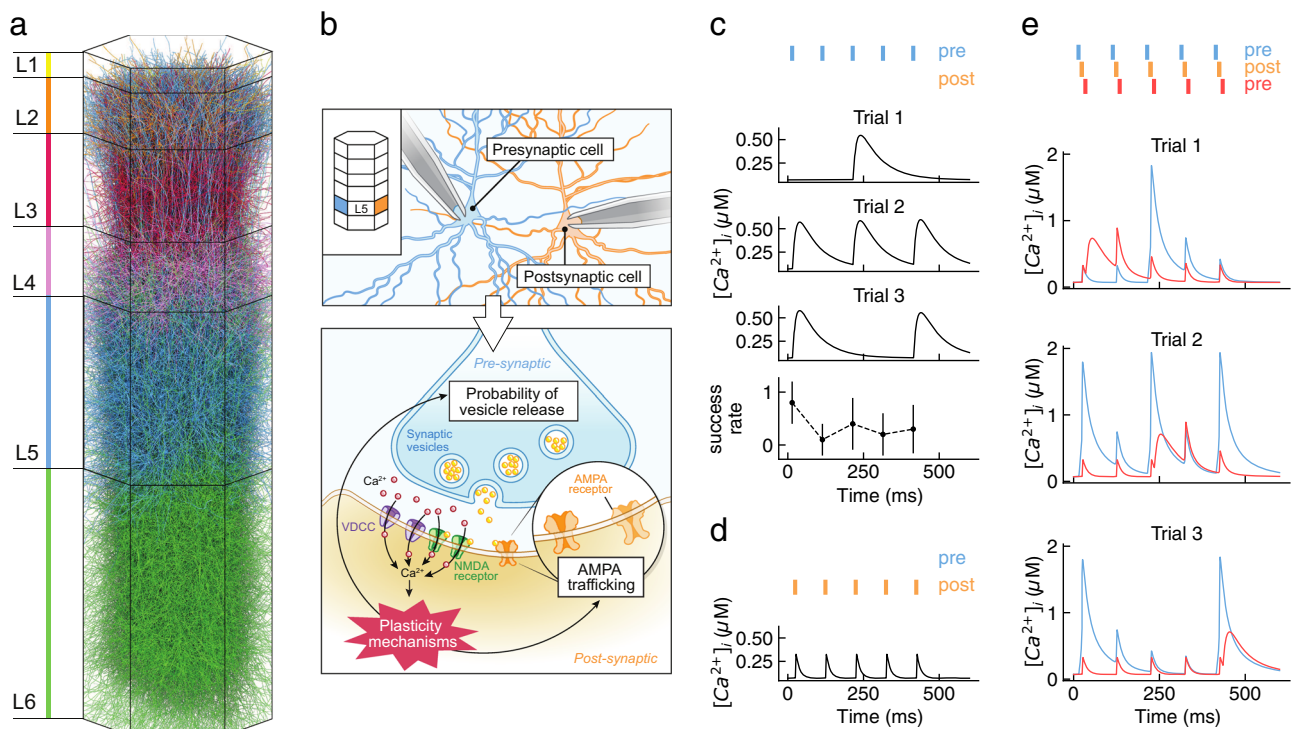 a
L1
L2
L3
L4
L5
L6
b
L5
Presynaptic cell
Postsynaptic cell
Pre-synaptic
Probability of
vesicle release
Synaptic
vesicles
Ca2+
VDCC
Ca2+
NMDA
receptor
AMPA
receptor
AMPA
trafficking
Plasticity
mechanisms
Post-synaptic
c
pre
post
Trial 1
0.50
0.25
Trial 2
0.50
0.25
Trial 3
0.50
0.25
[Ca2+]i (μM)
1
0
success
rate
0
500
Time (ms)
d
pre
post
0.50
0.25
[Ca2+]i (μM)
0
500
Time (ms)
e
pre
post
pre
Trial 1
2
1
0
[Ca2+]i (μM)
Trial 2
2
1
0
[Ca2+]i (μM)
Trial 3
2
1
0
[Ca2+]i (μM)
0
250
500
Time (ms)